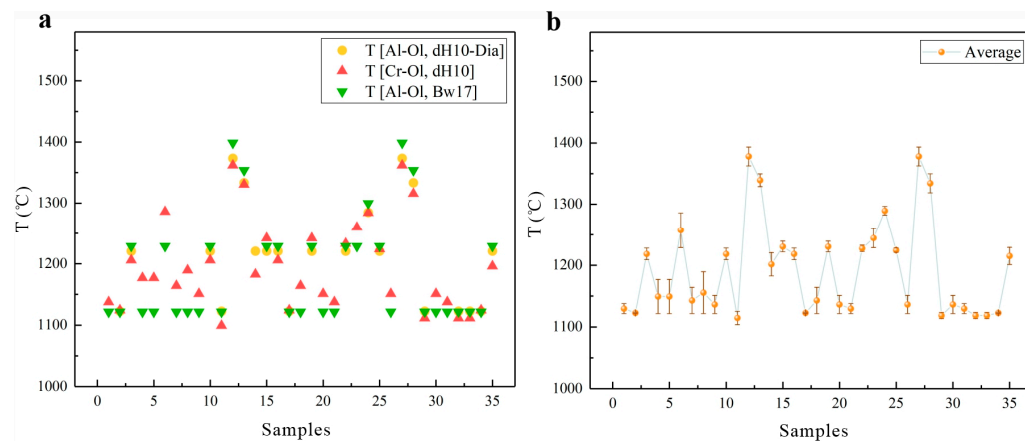 a
T [Al-Ol, dH10-Dia]
T [Cr-Ol, dH10]
T [Al-Ol, Bw17]
1500
1400
1300
1200
1100
1000
T (℃)
0 5 10 15 20 25 30 35
Samples
b
Average
1500
1400
1300
1200
1100
1000
T (℃)
0 5 10 15 20 25 30 35
Samples